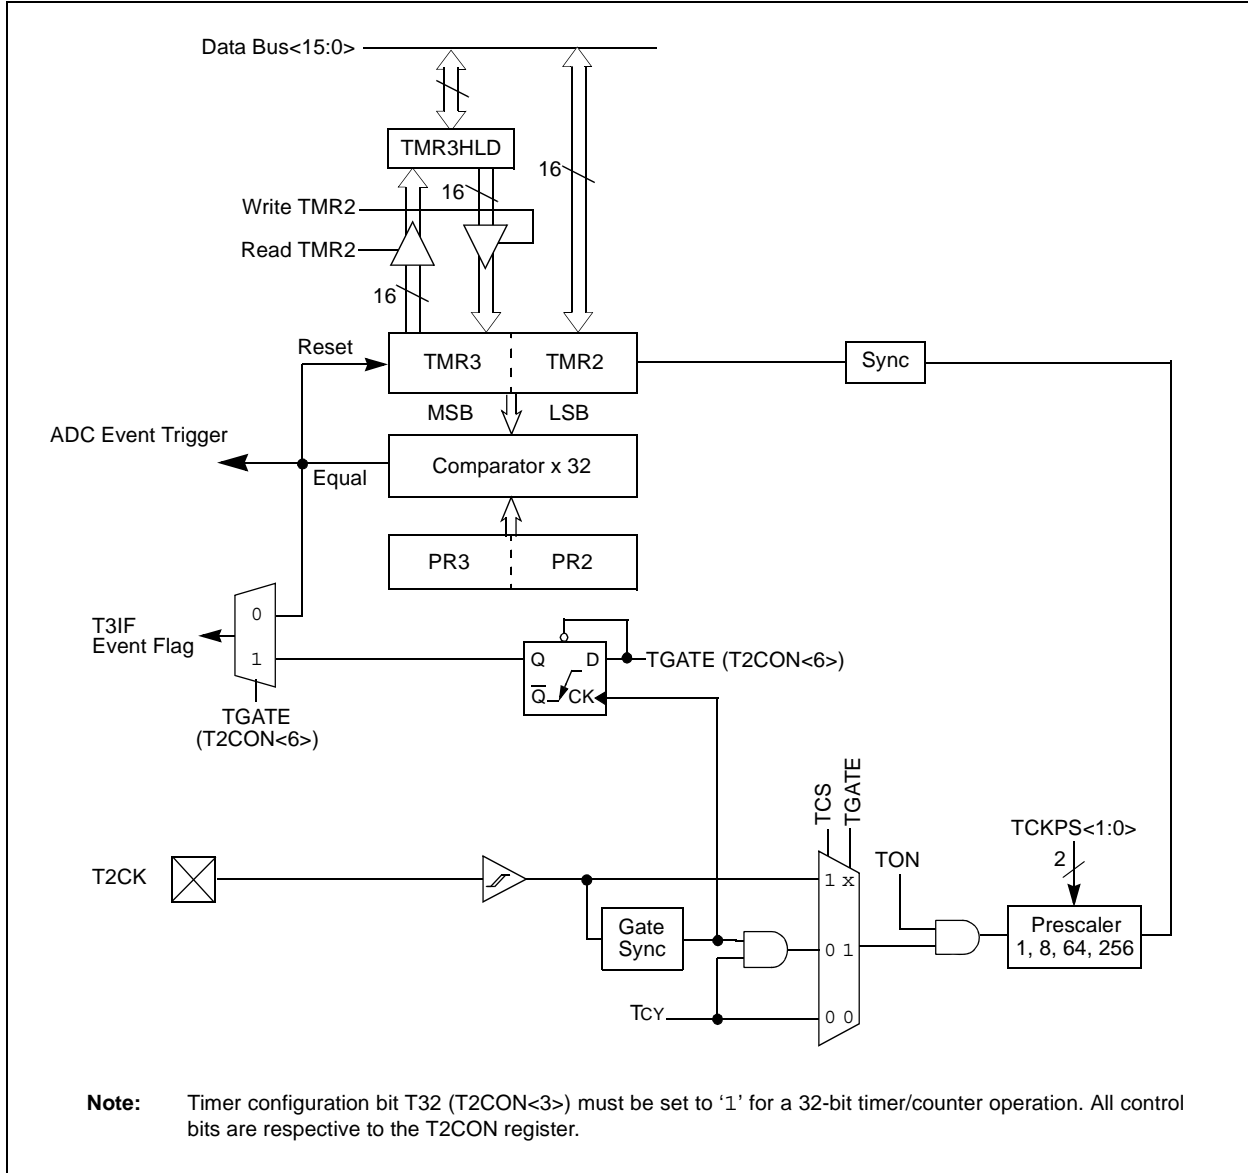 Data Bus<15:0>
TMR3HLD
16
16
Write TMR2
Read TMR2
16
Reset
TMR3
TMR2
Sync
MSB
LSB
ADC Event Trigger
Equal
Comparator x 32
PR3
PR2
0
T3IF
Event Flag
1
Q
D
TGATE (T2CON<6>)
Q
CK
TGATE
(T2CON<6>)
TCS
TGATE
TCKPS<1:0>
2
TON
T2CK
1 x
Gate
Sync
0 1
Prescaler
1, 8, 64, 256
TCY
0 0
Note: Timer configuration bit T32 (T2CON<3>) must be set to ‘1’ for a 32-bit timer/counter operation. All control
bits are respective to the T2CON register.